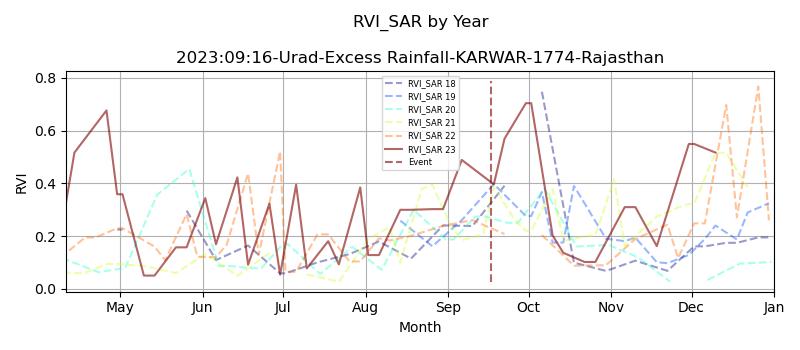 RVI_SAR by Year
2023:09:16-Urad-Excess Rainfall-KARWAR-1774-Rajasthan
0.8
0.6
0.4
0.2
0.0
RVI
RVI_SAR 18
RVI_SAR 19
RVI_SAR 20
RVI_SAR 21
RVI_SAR 22
RVI_SAR 23
Event
May Jun Jul Aug Sep Oct Nov Dec Jan
Month